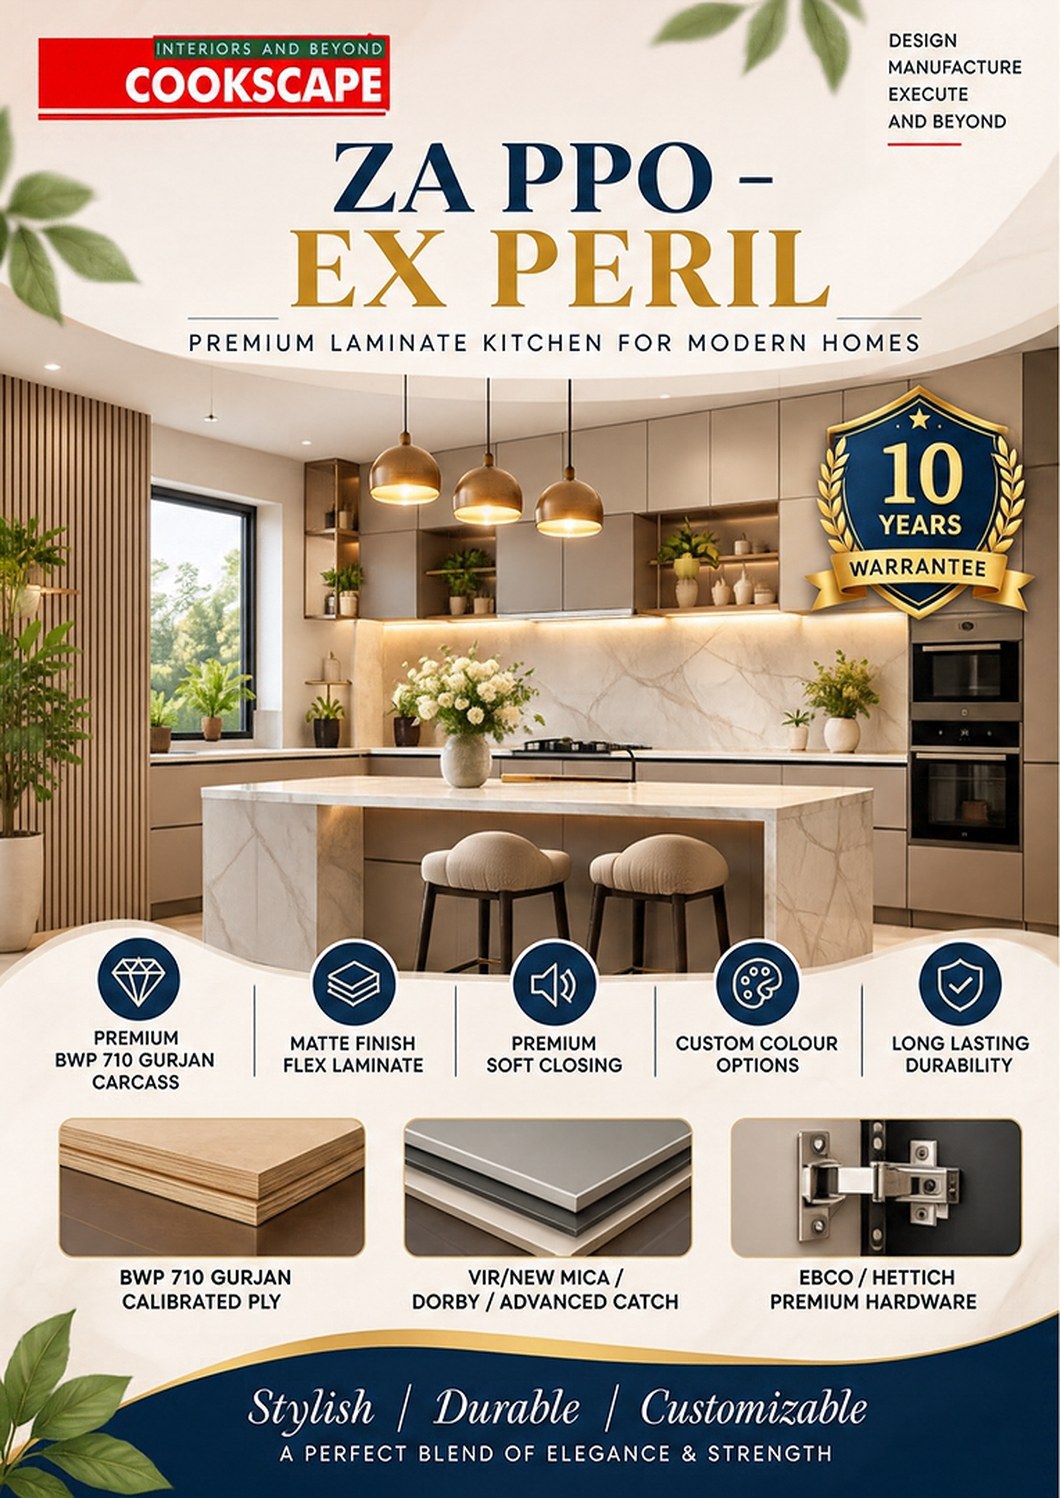 INTERIORS AND BEYOND
COOKSCAPE
DESIGN
MANUFACTURE
EXECUTE
AND BEYOND
ZA PPO -
EX PERIL
PREMIUM LAMINATE KITCHEN FOR MODERN HOMES
10
YEARS
WARRANTEE
PREMIUM
BWP 710 GURJAN
CARCASS
MATTE FINISH
FLEX LAMINATE
PREMIUM
SOFT CLOSING
CUSTOM COLOUR
OPTIONS
LONG LASTING
DURABILITY
BWP 710 GURJAN
CALIBRATED PLY
VIR/NEW MICA /
DORBY / ADVANCED CATCH
EBCO / HETTICH
PREMIUM HARDWARE
Stylish / Durable / Customizable
A PERFECT BLEND OF ELEGANCE & STRENGTH